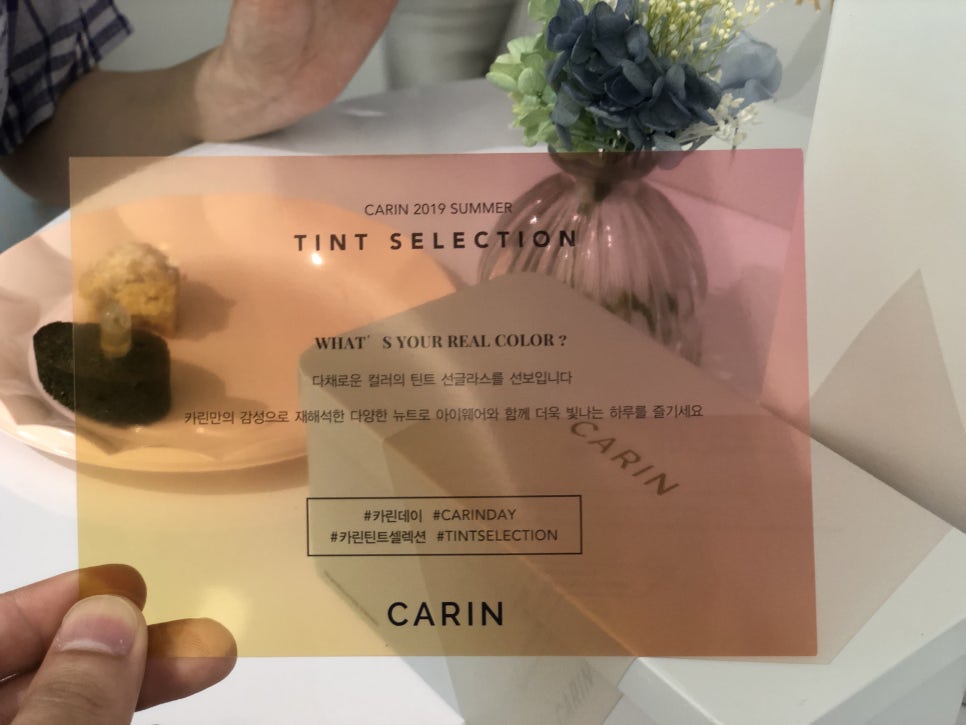 CARIN 2019 SUMMER
TINT SELECTION
WHAT'S YOUR REAL COLOR ?
다채로운 컬러의 틴트 선글라스를 선보입니다
카린만의 감성으로 재해석한 다양한 뉴트로 아이웨어와 함께 더욱 빛나는 하루를 즐기세요
CARIN
#카린데이 #CARINDAY
#카린틴트셀렉션 #TINTSELECTION
CARIN
CARIN